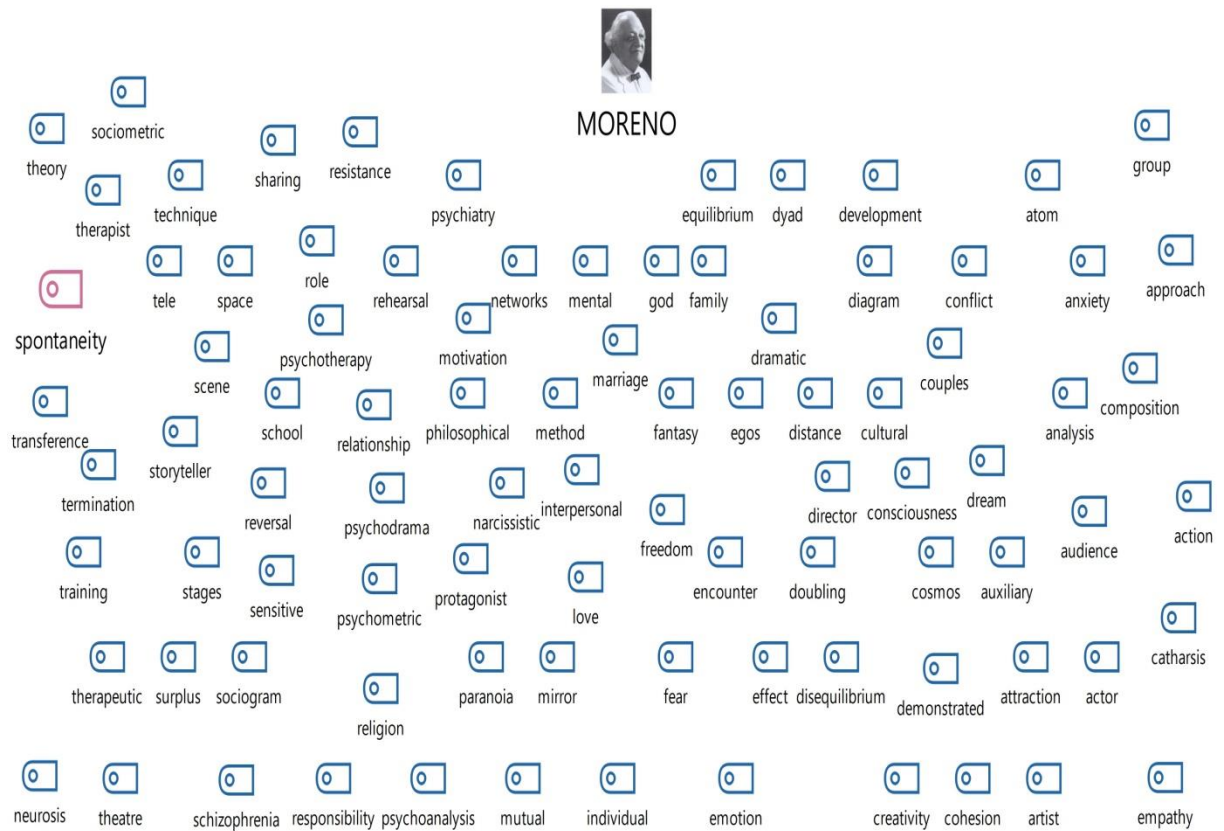 MORENO
sociometric
theory
sharing
resistance
group
therapist
technique
psychiatry
equilibrium
dyad
development
atom
tele
space
role
rehearsal
networks
mental
god
family
diagram
conflict
anxiety
approach
spontaneity
scene
psychotherapy
motivation
marriage
dramatic
couples
composition
transference
storyteller
school
relationship
philosophical
method
fantasy
egos
distance
cultural
analysis
termination
reversal
psychodrama
narcissistic
interpersonal
freedom
director
consciousness
dream
audience
action
training
stages
sensitive
psychometric
protagonist
love
encounter
doubling
cosmos
auxiliary
catharsis
therapeutic
surplus
sociogram
religion
paranoia
mirror
fear
effect
disequilibrium
demonstrated
attraction
actor
neurosis
theatre
schizophrenia
responsibility
psychoanalysis
mutual
individual
emotion
creativity
cohesion
artist
empathy